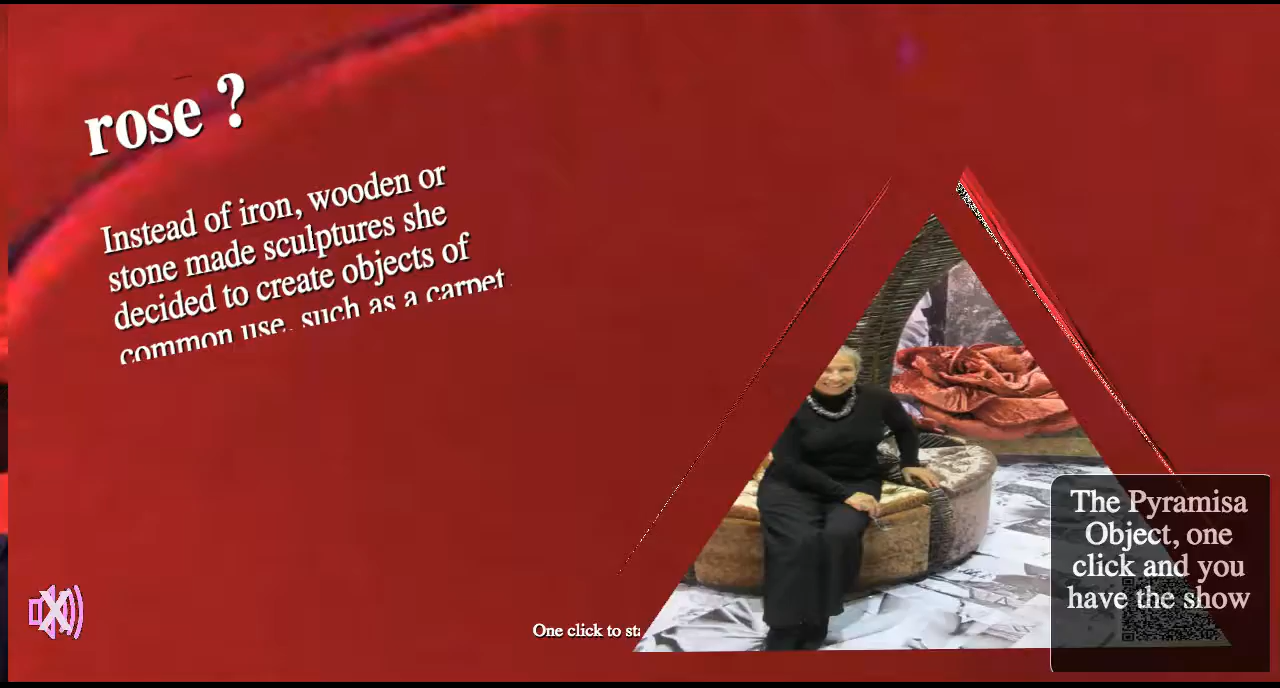 rose ?
Instead of iron, wooden or
stone made sculptures she
decided to create objects of
common use, such as a carpet
One click to sta
The Pyramisa
Object, one
click and you
have the show